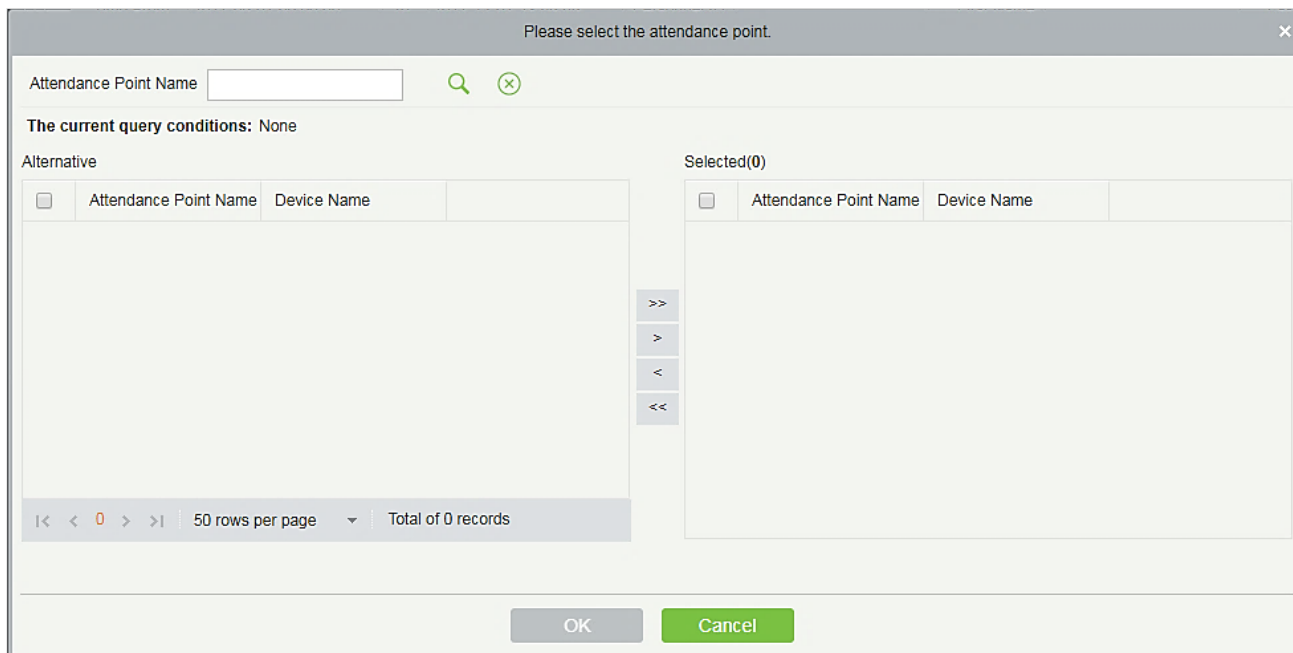 Please select the attendance point.
Attendance Point Name
The current query conditions: None
Alternative
Selected(0)
Attendance Point Name Device Name
Attendance Point Name Device Name
>>
>
<
<<
0 50 rows per page Total of 0 records
OK Cancel